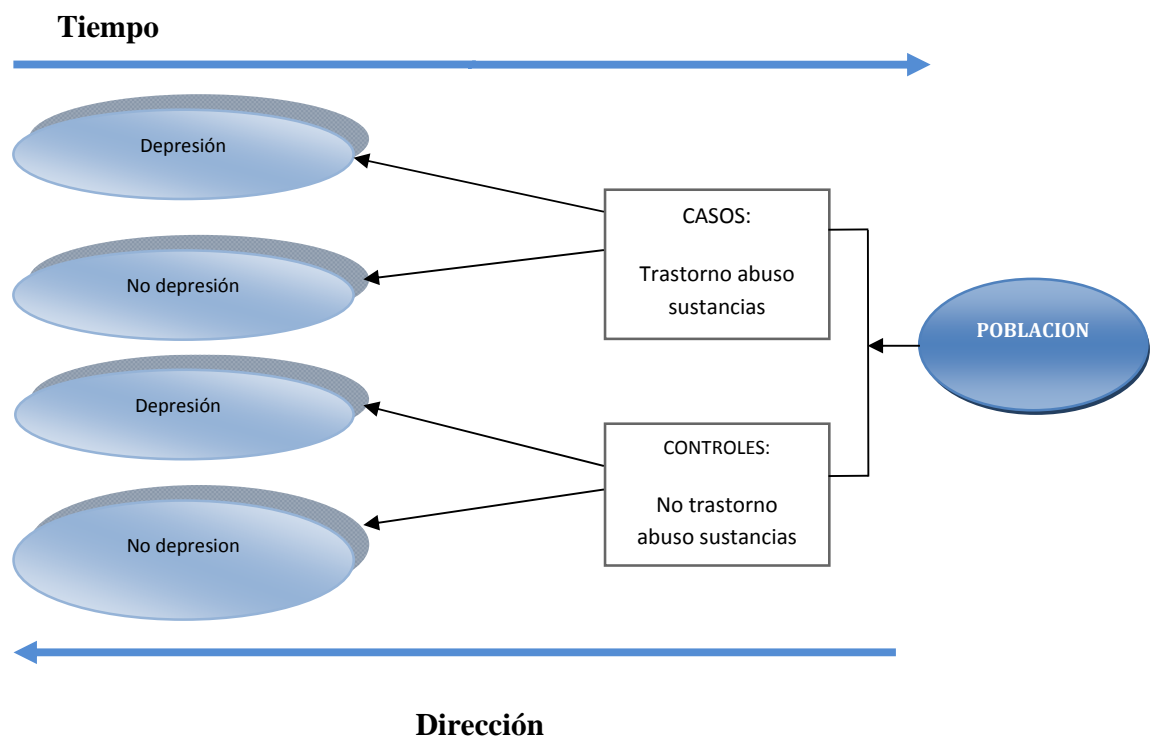 Tiempo
Depresión
No depresión
Depresión
No depresion
CASOS:
Trastorno abuso
sustancias
CONTROLES:
No trastorno
abuso sustancias
POBLACION
Dirección